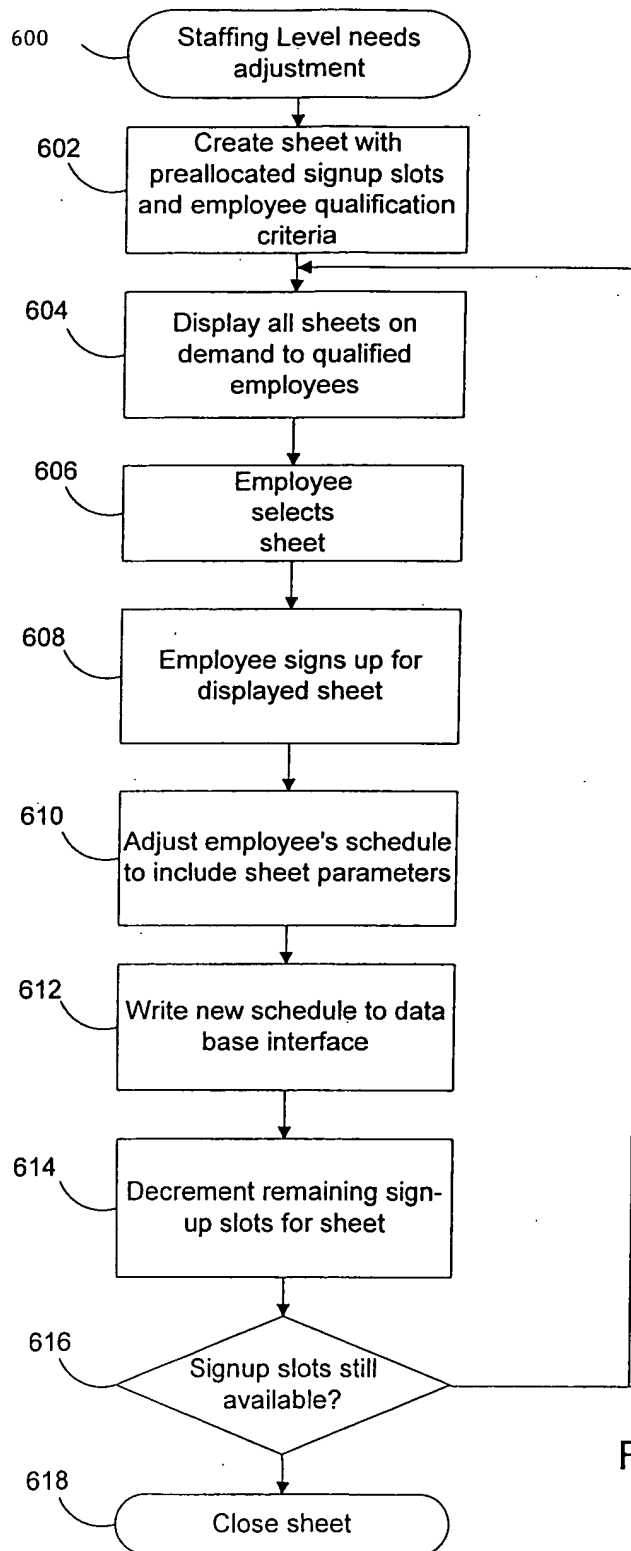 600
Staffing Level needs
adjustment
602
Create sheet with
preallocated signup slots
and employee qualification
criteria
604
Display all sheets on
demand to qualified
employees
606
Employee
selects
sheet
608
Employee signs up for
displayed sheet
610
Adjust employee's schedule
to include sheet parameters
612
Write new schedule to data
base interface
614
Decrement remaining sign-
up slots for sheet
616
Signup slots still
available?
F
618
Close sheet